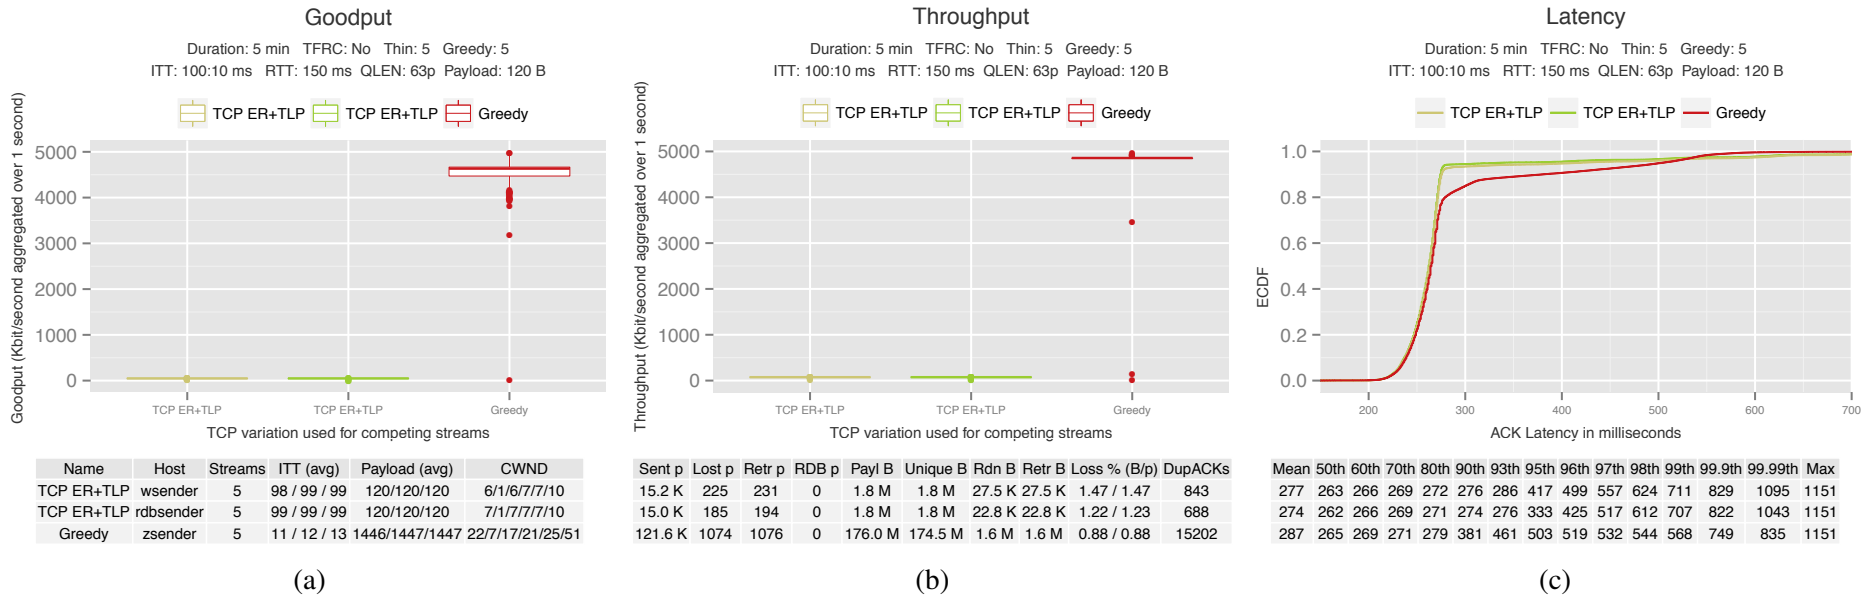 Goodput
Duration: 5 min TFRC: No Thin: 5 Greedy: 5
ITT: 100:10 ms RTT: 150 ms QLEN: 63p Payload: 120 B
TCP ER+TLP TCP ER+TLP Greedy
Goodput (Kbit/second aggregated over 1 second)
5000
4000
3000
2000
1000
0
TCP ER+TLP TCP ER+TLP Greedy
TCP variation used for competing streams
Name Host Streams ITT (avg) Payload (avg) CWND
TCP ER+TLP wsender 5 98 / 99 / 99 120/120/120 6/1/6/7/7/10
TCP ER+TLP rdbsender 5 99 / 99 / 99 120/120/120 7/1/7/7/7/10
Greedy zsender 5 11 / 12 / 13 1446/1447/1447 22/7/17/21/25/51
(a)
Throughput
Duration: 5 min TFRC: No Thin: 5 Greedy: 5
ITT: 100:10 ms RTT: 150 ms QLEN: 63p Payload: 120 B
TCP ER+TLP TCP ER+TLP Greedy
Throughput (Kbit/second aggregated over 1 second)
5000
4000
3000
2000
1000
0
TCP ER+TLP TCP ER+TLP Greedy
TCP variation used for competing streams
Sent p Lost p Retr p RDB p Payl B Unique B Rdn B Retr B Loss % (B/p) DupACKs
15.2 K 225 231 0 1.8 M 1.8 M 27.5 K 27.5 K 1.47 / 1.47 843
15.0 K 185 194 0 1.8 M 1.8 M 22.8 K 22.8 K 1.22 / 1.23 688
121.6 K 1074 1076 0 176.0 M 174.5 M 1.6 M 1.6 M 0.88 / 0.88 15202
(b)
Latency
Duration: 5 min TFRC: No Thin: 5 Greedy: 5
ITT: 100:10 ms RTT: 150 ms QLEN: 63p Payload: 120 B
TCP ER+TLP TCP ER+TLP Greedy
ECDF
1.0
0.8
0.6
0.4
0.2
0.0
200 300 400 500 600 700
ACK Latency in milliseconds
Mean 50th 60th 70th 80th 90th 93th 95th 96th 97th 98th 99th 99.9th 99.99th Max
277 263 266 269 272 276 286 417 499 557 624 711 829 1095 1151
274 262 266 269 271 274 276 333 425 517 612 707 822 1043 1151
287 265 269 271 279 381 461 503 519 532 544 568 749 835 1151
(c)